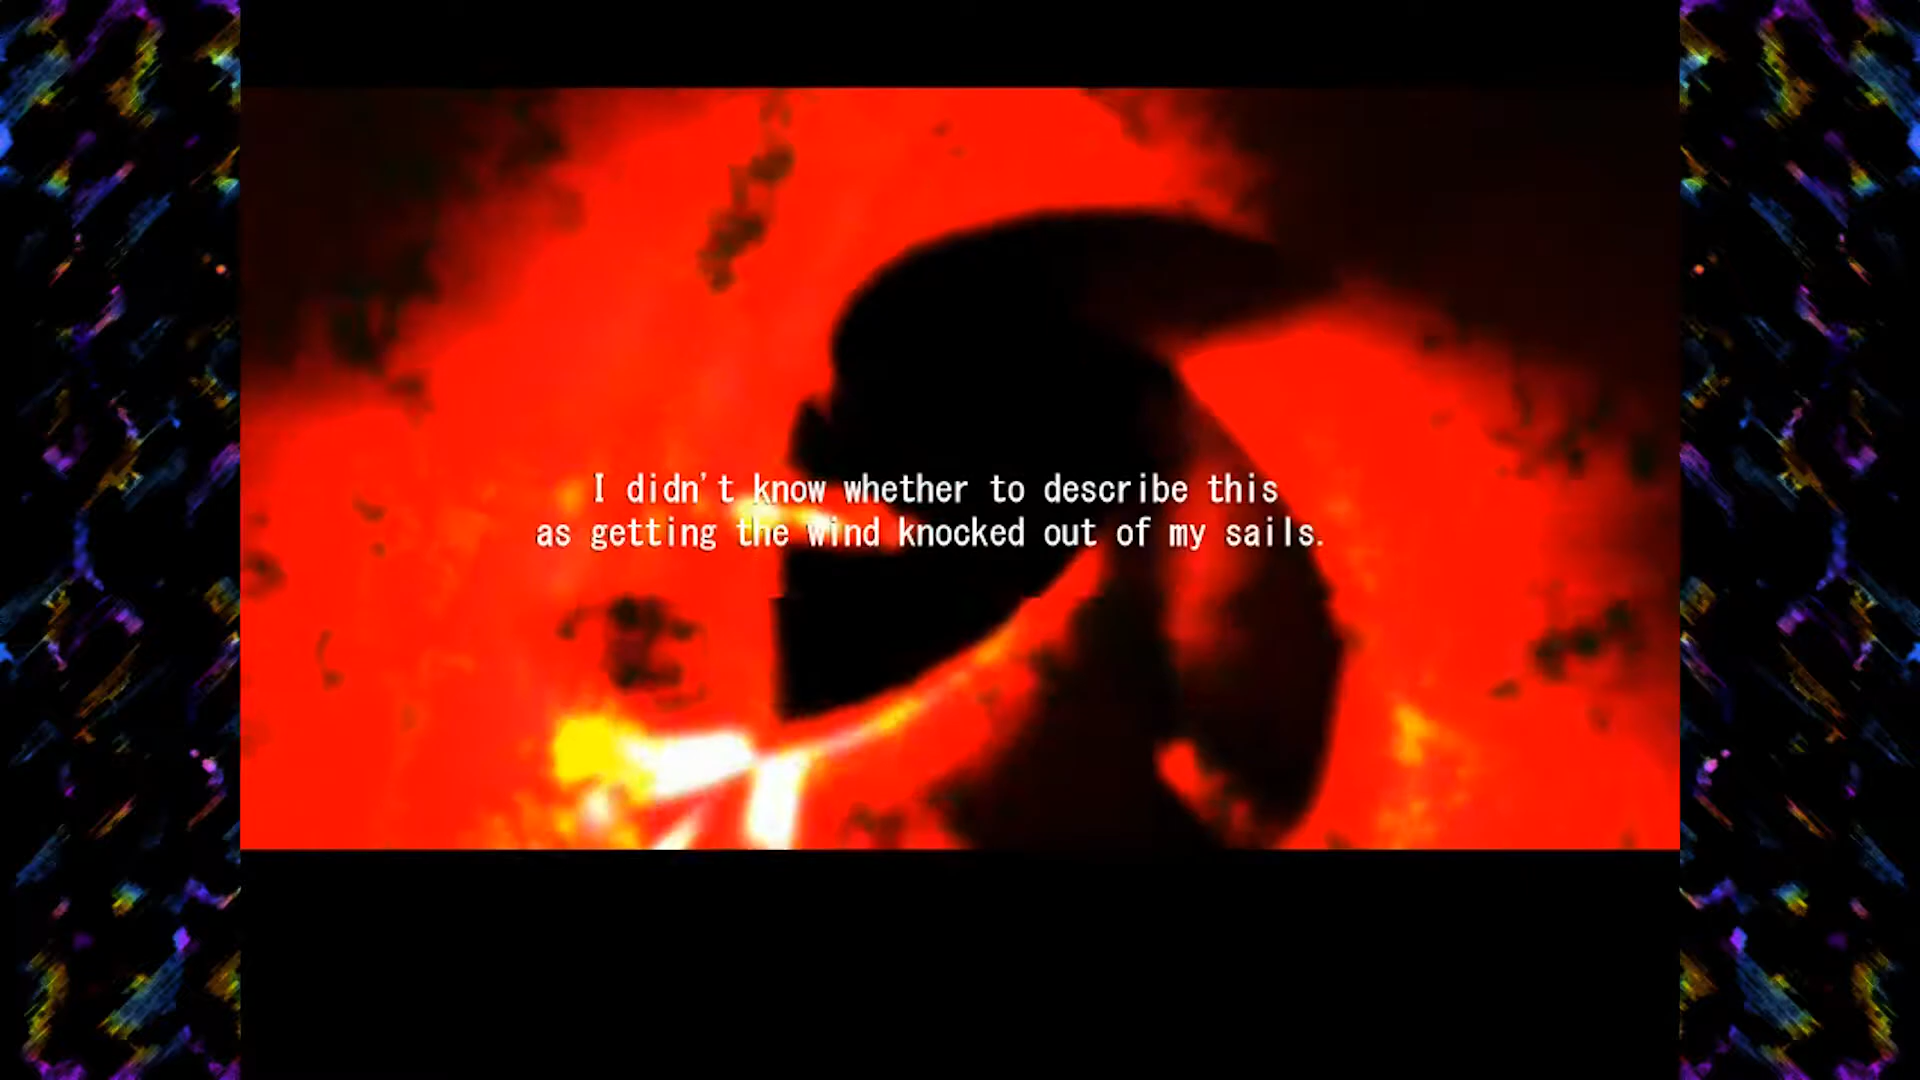 I didn't know whether to describe this
as getting the wind knocked out of my sails.